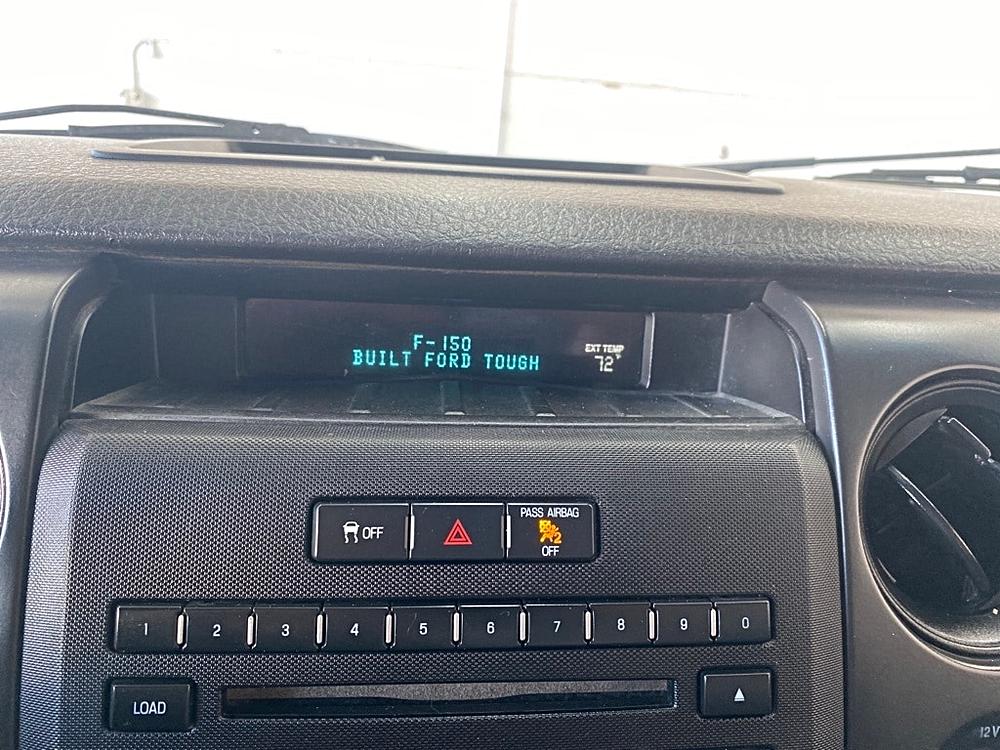 F-150
BUILT FORD TOUGH
EXT TEMP
72°
OFF
PASS AIRBAG
2
OFF
1 2 3 4 5 6 7 8 9 0
LOAD
12V